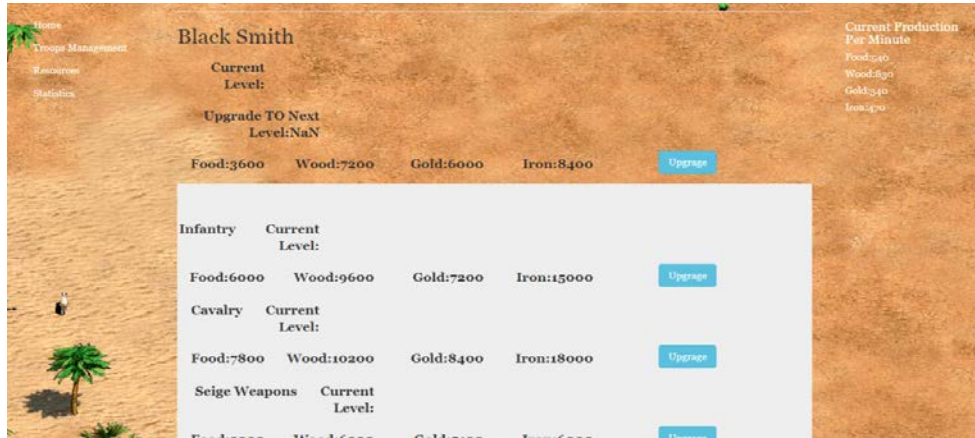 Home
Troops Management
Resources
Statistics
Black Smith
Current
Level:
Upgrade TO Next
Level:NaN
Food:3600 Wood:7200 Gold:6000 Iron:8400 Upgrage
Infantry Current
Level:
Food:6000 Wood:9600 Gold:7200 Iron:15000 Upgrage
Cavalry Current
Level:
Food:7800 Wood:10200 Gold:8400 Iron:18000 Upgrage
Seige Weapons Current
Level:
Current Production
Per Minute
Food:540
Wood:630
Gold:340
Iron:470